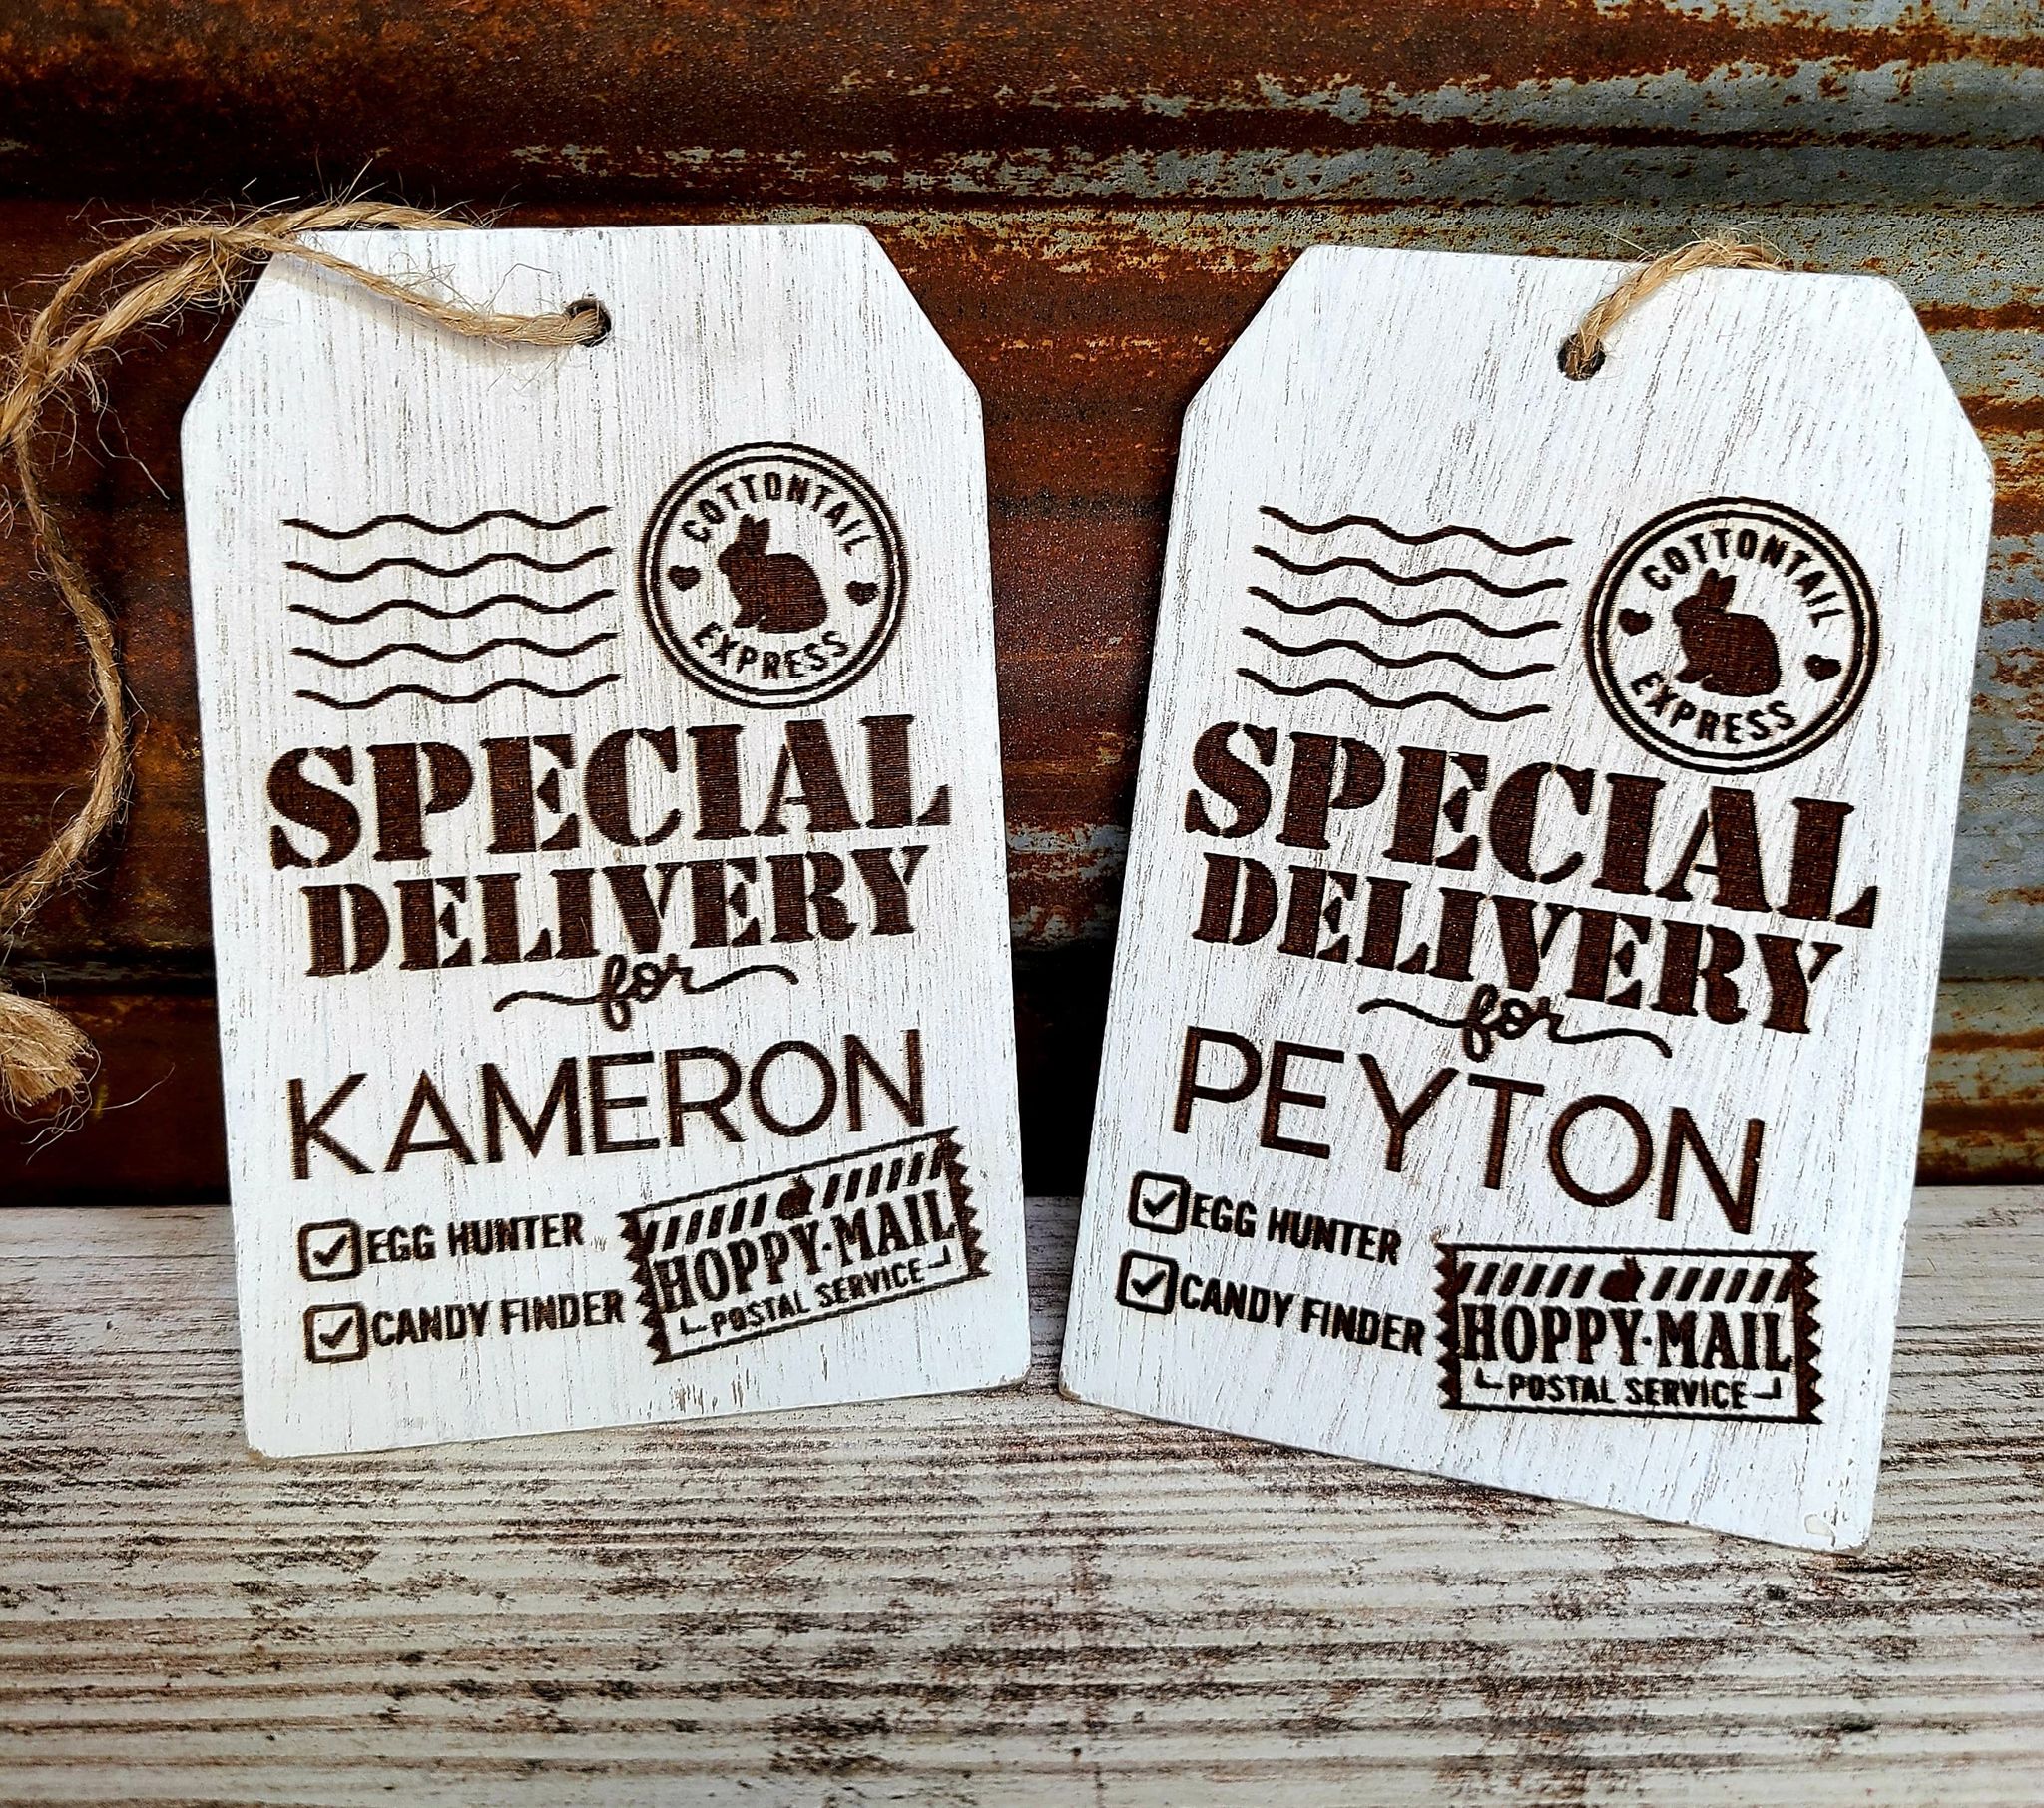 COTTONTAIL
EXPRESS
SPECIAL
DELIVERY
for
KAMERON
EGG HUNTER
CANDY FINDER
HOPPY·MAIL
POSTAL SERVICE
COTTONTAIL
EXPRESS
SPECIAL
DELIVERY
for
PEYTON
EGG HUNTER
CANDY FINDER
HOPPY·MAIL
POSTAL SERVICE